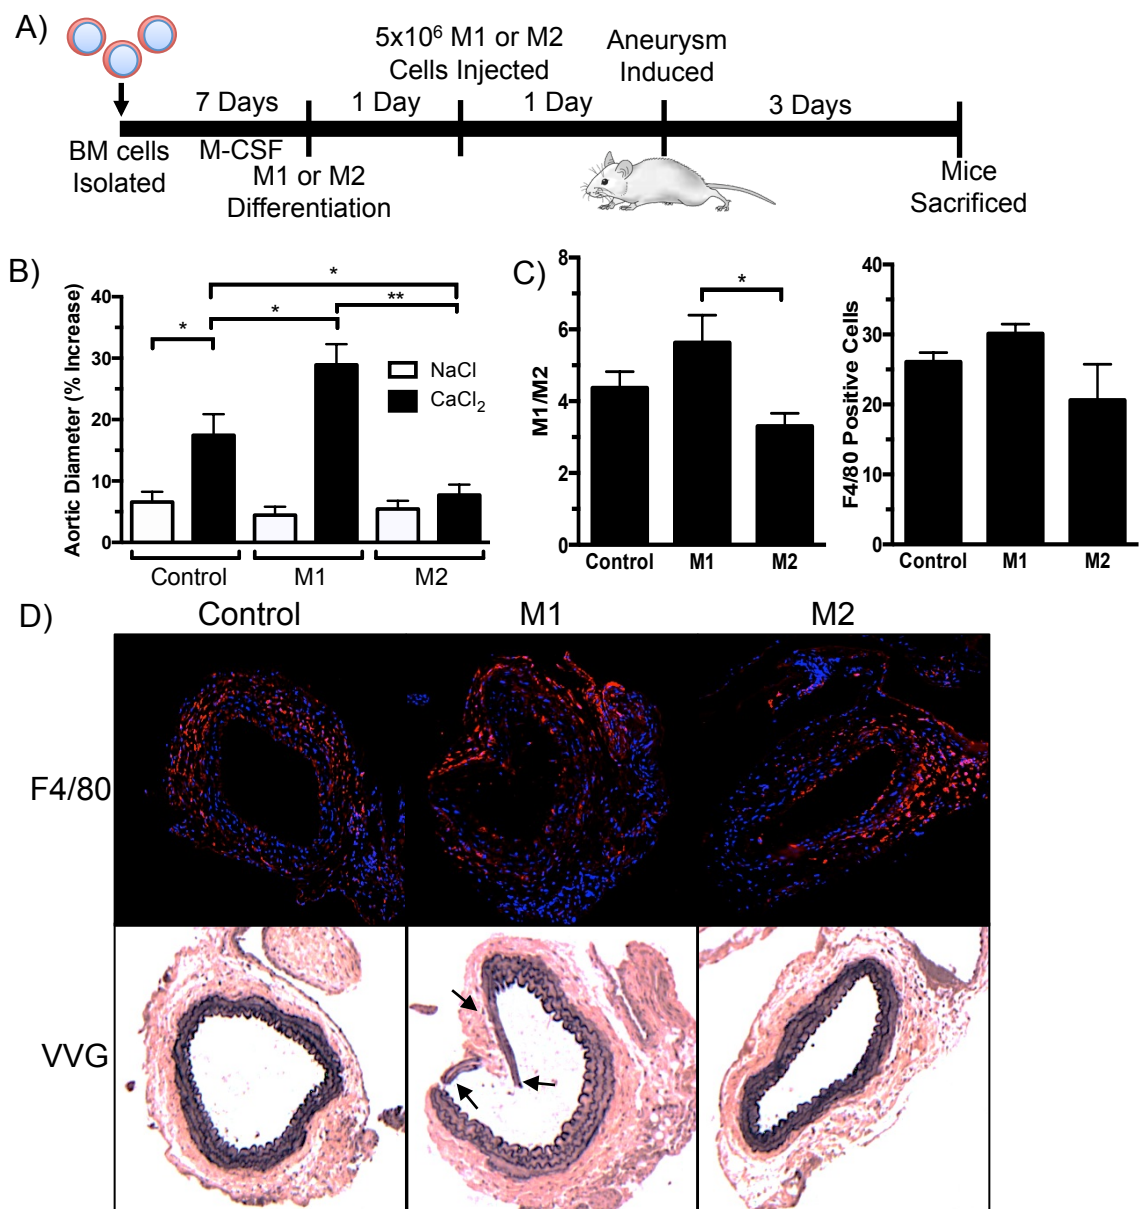 A)
5x10⁶ M1 or M2
Cells Injected
Aneurysm
Induced
7 Days
1 Day
1 Day
3 Days
BM cells
Isolated
M-CSF
M1 or M2
Differentiation
Mice
Sacrificed
B)
Aortic Diameter (% Increase)
40
30
20
10
0
*
*
*
**
NaCl
CaCl₂
Control
M1
M2
C)
M1/M2
8
6
4
2
0
*
Control
M1
M2
F4/80 Positive Cells
40
30
20
10
0
Control
M1
M2
D)
Control
M1
M2
F4/80
VVG